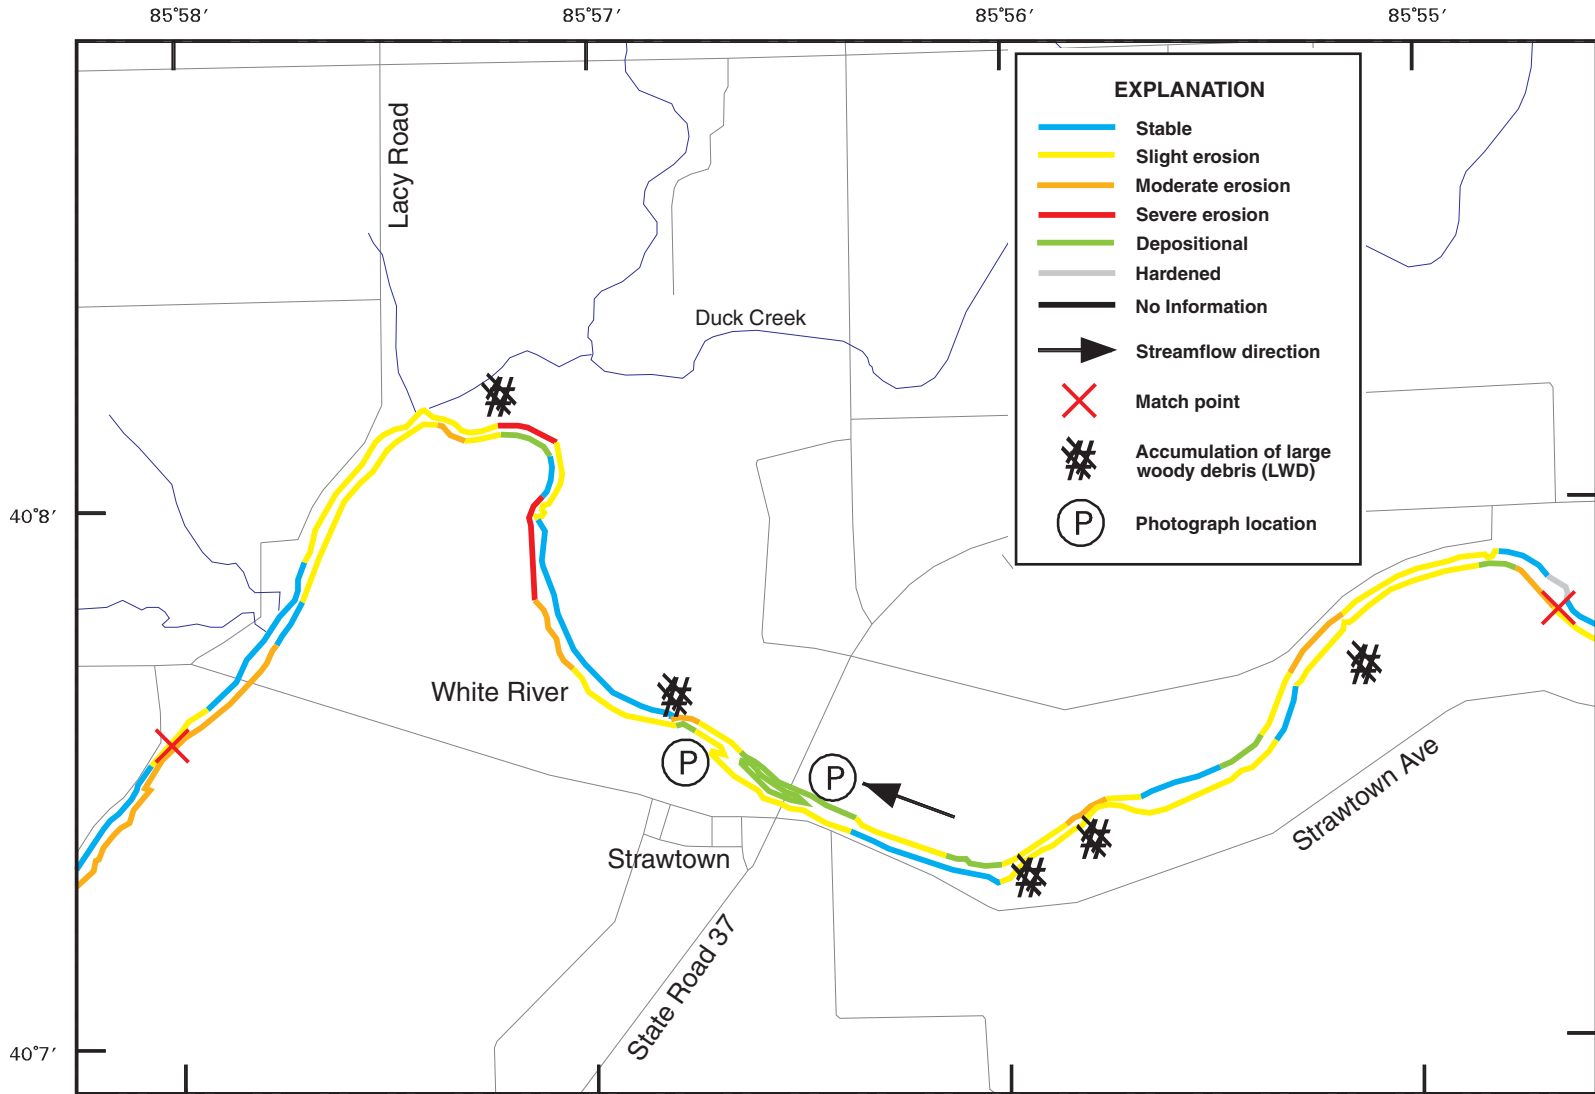 85°58′
85°57′
85°56′
85°55′
EXPLANATION
Stable
Slight erosion
Moderate erosion
Severe erosion
Depositional
Hardened
No Information
Streamflow direction
Match point
Accumulation of large
woody debris (LWD)
P
Photograph location
Lacy Road
Duck Creek
40°8′
White River
P
P
Strawtown Ave
Strawtown
State Road 37
40°7′